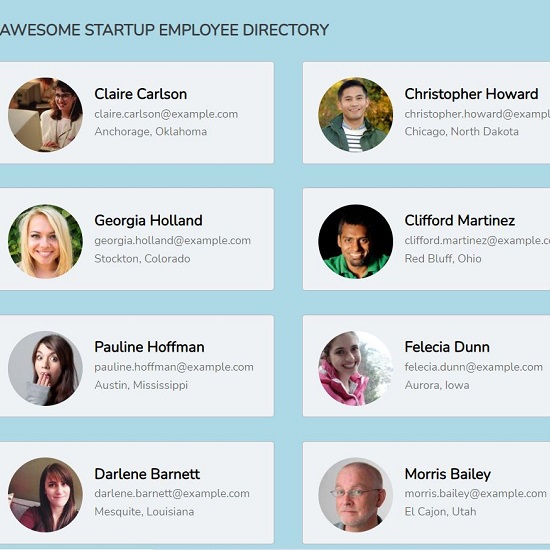 AWESOME STARTUP EMPLOYEE DIRECTORY
Claire Carlson
claire.carlson@example.com
Anchorage, Oklahoma
Christopher Howard
christopher.howard@exampl
Chicago, North Dakota
Georgia Holland
georgia.holland@example.com
Stockton, Colorado
Clifford Martinez
clifford.martinez@example.c
Red Bluff, Ohio
Pauline Hoffman
pauline.hoffman@example.com
Austin, Mississippi
Felecia Dunn
felecia.dunn@example.com
Aurora, Iowa
Darlene Barnett
darlene.barnett@example.com
Mesquite, Louisiana
Morris Bailey
morris.bailey@example.com
El Cajon, Utah